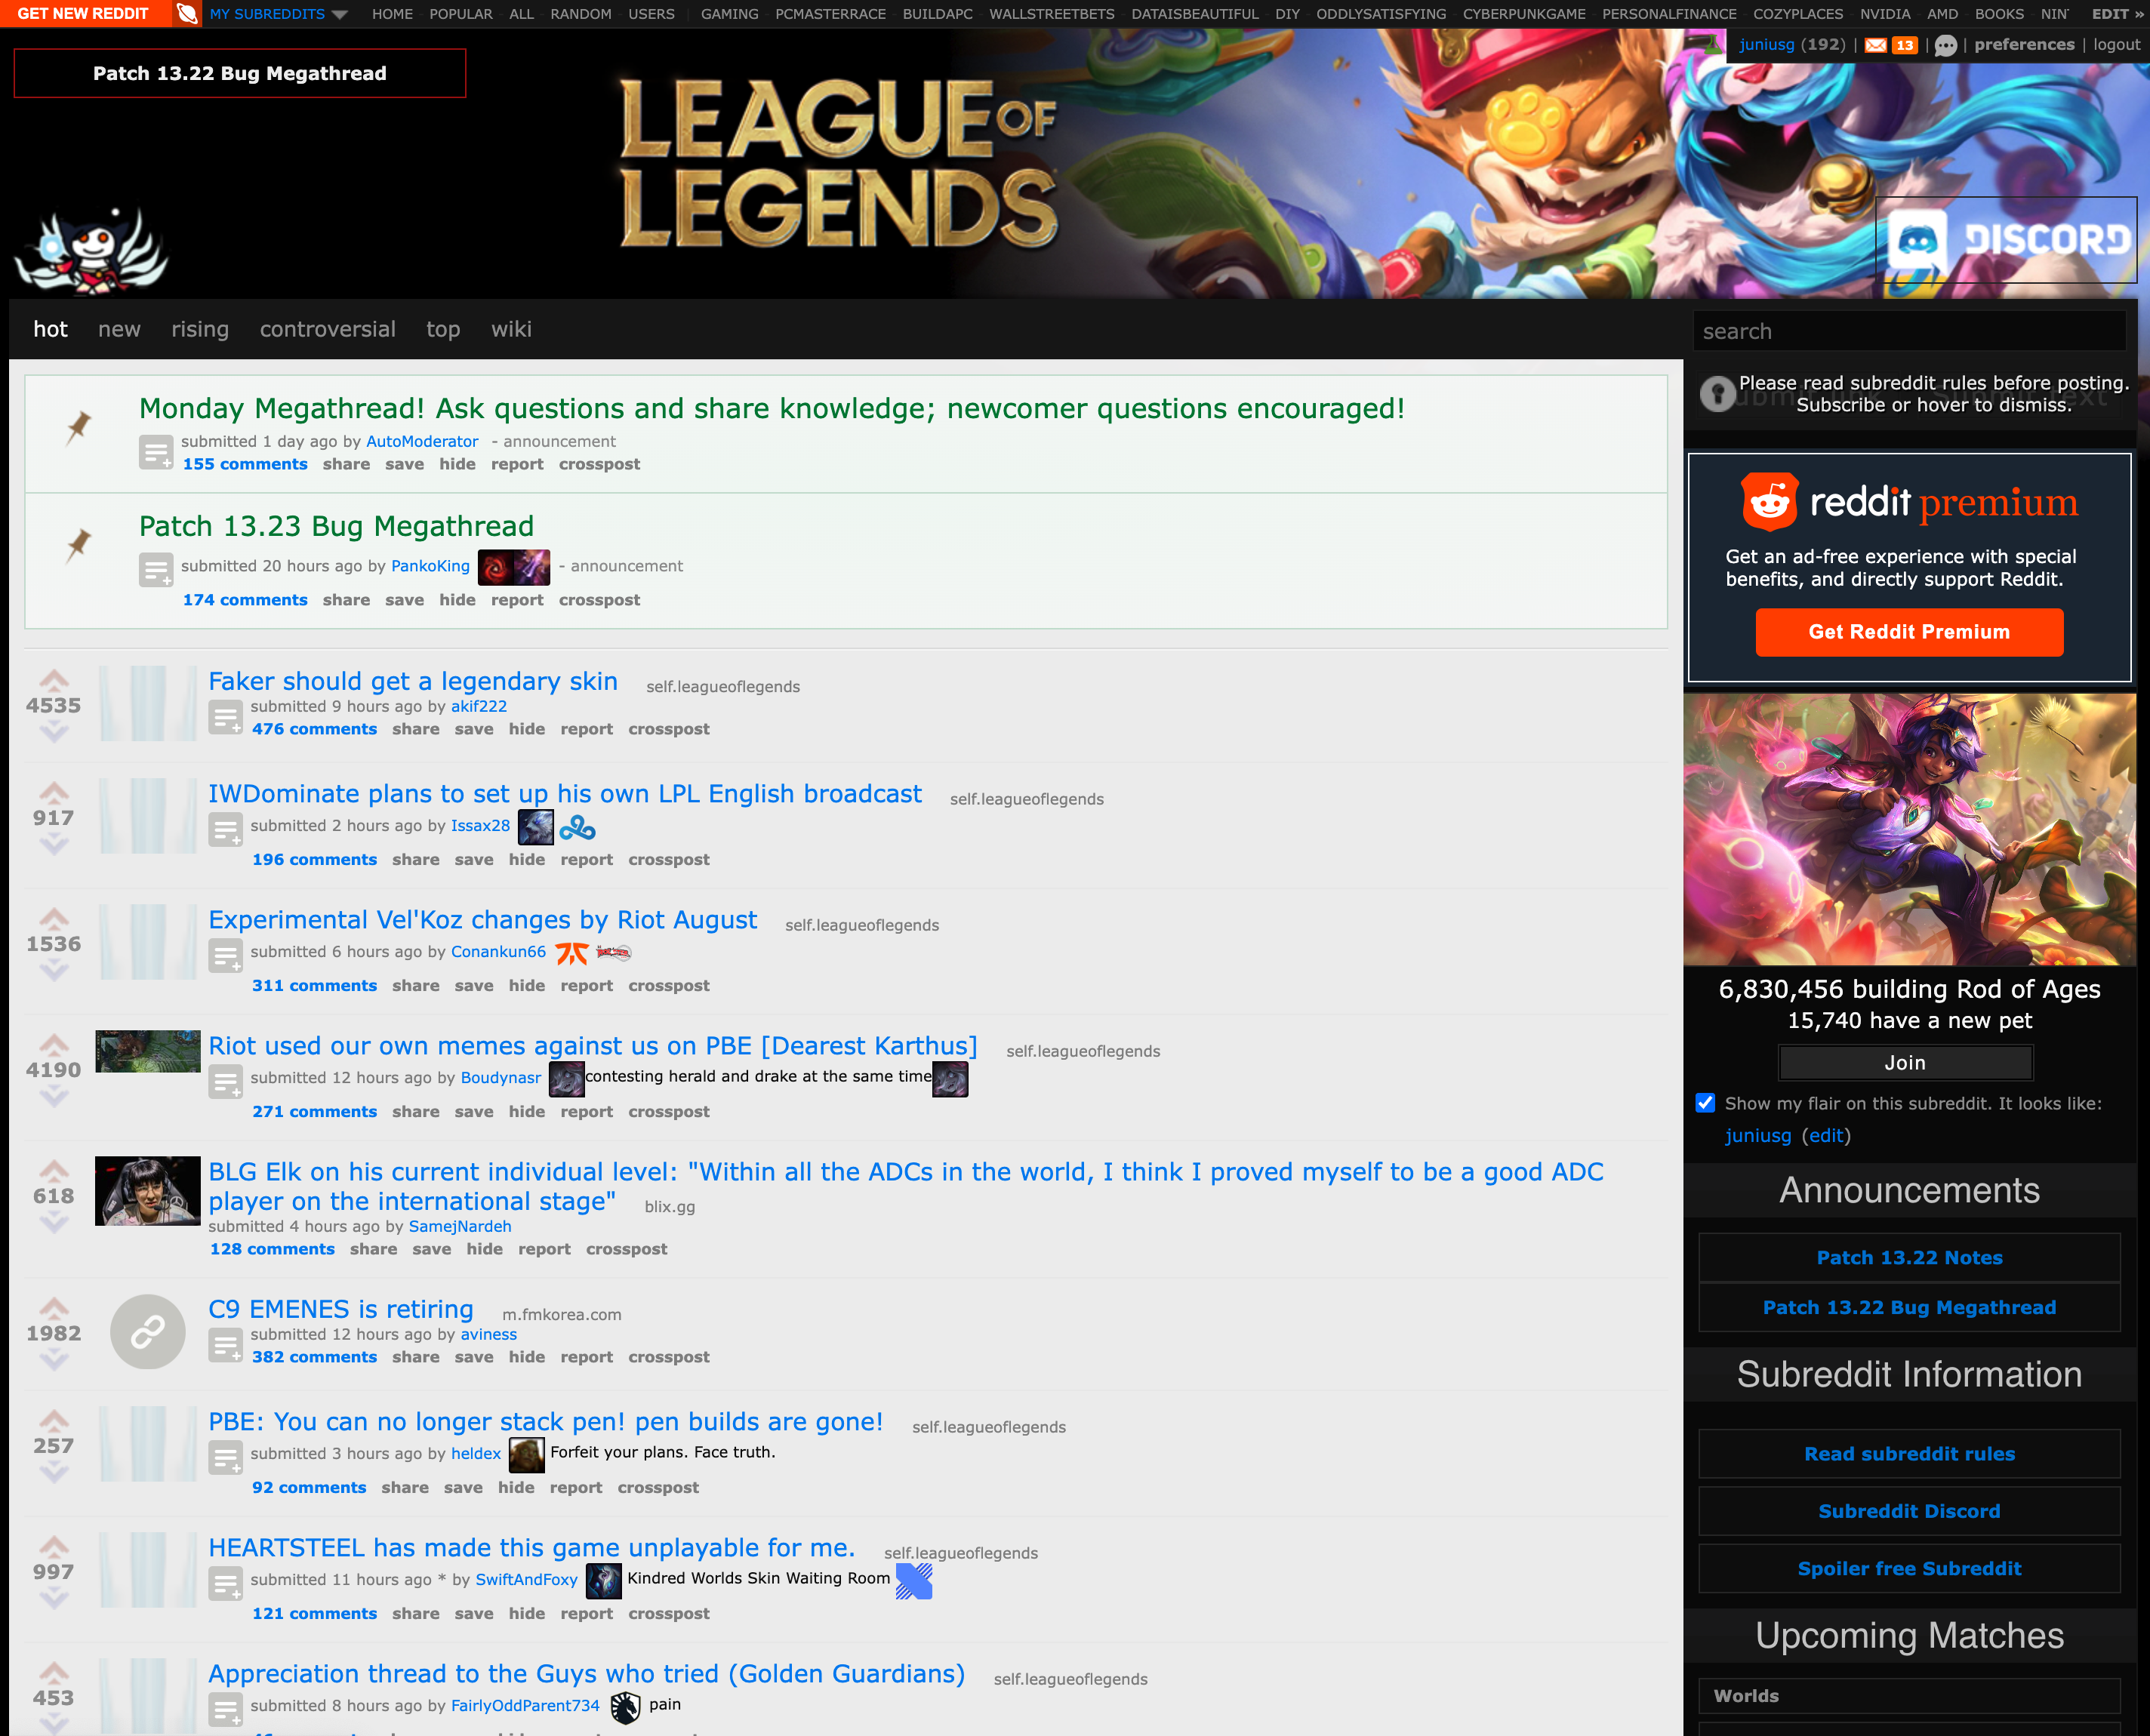 GET NEW REDDIT MY SUBREDDITS HOME - POPULAR - ALL - RANDOM - USERS | GAMING - PCMASTERRACE - BUILDAPC - WALLSTREETBETS - DATAISBEAUTIFUL - DIY - ODDLYSATISFYING - CYBERPUNKGAME - PERSONALFINANCE - COZYPLACES - NVIDIA - AMD - BOOKS - EDIT »
juniusg (192) | 13 | | preferences | logout
Patch 13.22 Bug Megathread
LEAGUE OF
LEGENDS
DISCORD
hot new rising controversial top wiki
search
Please read subreddit rules before posting.
Subscribe or hover to dismiss.
Monday Megathread! Ask questions and share knowledge; newcomer questions encouraged!
submitted 1 day ago by AutoModerator - announcement
155 comments share save hide report crosspost
Patch 13.23 Bug Megathread
submitted 20 hours ago by PankoKing - announcement
174 comments share save hide report crosspost
4535
Faker should get a legendary skin self.leagueoflegends
submitted 9 hours ago by akif222
476 comments share save hide report crosspost
917
IWDominate plans to set up his own LPL English broadcast self.leagueoflegends
submitted 2 hours ago by Issax28
196 comments share save hide report crosspost
1536
Experimental Vel'Koz changes by Riot August self.leagueoflegends
submitted 6 hours ago by Conankun66
311 comments share save hide report crosspost
4190
Riot used our own memes against us on PBE [Dearest Karthus] self.leagueoflegends
submitted 12 hours ago by Boudynasr contesting herald and drake at the same time
271 comments share save hide report crosspost
618
BLG Elk on his current individual level: "Within all the ADCs in the world, I think I proved myself to be a good ADC
player on the international stage" blix.gg
submitted 4 hours ago by SamejNardeh
128 comments share save hide report crosspost
1982
C9 EMENES is retiring m.fmkorea.com
submitted 12 hours ago by aviness
382 comments share save hide report crosspost
257
PBE: You can no longer stack pen! pen builds are gone! self.leagueoflegends
submitted 3 hours ago by heldex Forfeit your plans. Face truth.
92 comments share save hide report crosspost
997
HEARTSTEEL has made this game unplayable for me. self.leagueoflegends
submitted 11 hours ago * by SwiftAndFoxy Kindred Worlds Skin Waiting Room
121 comments share save hide report crosspost
453
Appreciation thread to the Guys who tried (Golden Guardians) self.leagueoflegends
submitted 8 hours ago by FairlyOddParent734 pain
reddit premium
Get an ad-free experience with special
benefits, and directly support Reddit.
Get Reddit Premium
6,830,456 building Rod of Ages
15,740 have a new pet
Join
Show my flair on this subreddit. It looks like:
juniusg (edit)
Announcements
Patch 13.22 Notes
Patch 13.22 Bug Megathread
Subreddit Information
Read subreddit rules
Subreddit Discord
Spoiler free Subreddit
Upcoming Matches
Worlds